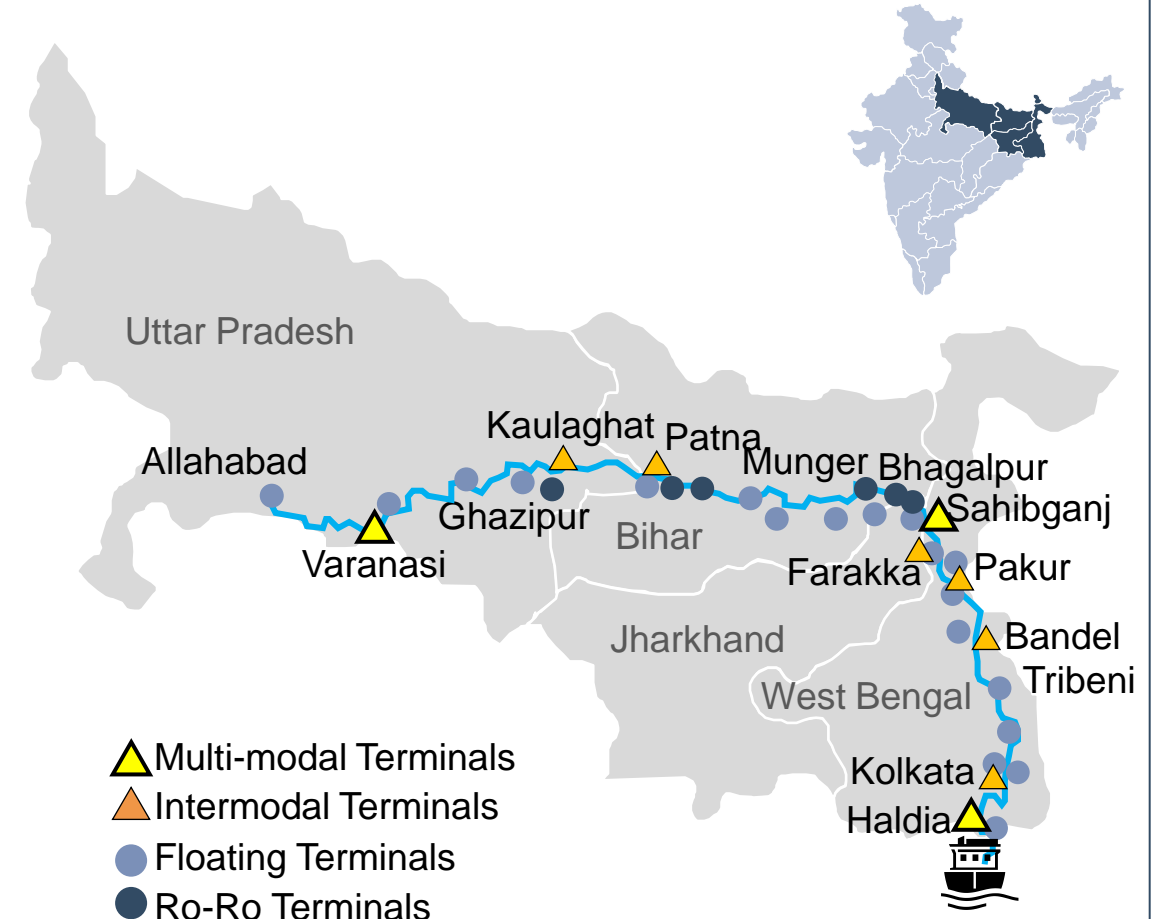 Uttar Pradesh
Kaulaghat
Patna
Allahabad
Munger
Bhagalpur
Sahibganj
Ghazipur
Bihar
Varanasi
Farakka
Pakur
Jharkhand
Bandel
Tribeni
West Bengal
Multi-modal Terminals
Kolkata
Intermodal Terminals
Haldia
Floating Terminals
Ro-Ro Terminals